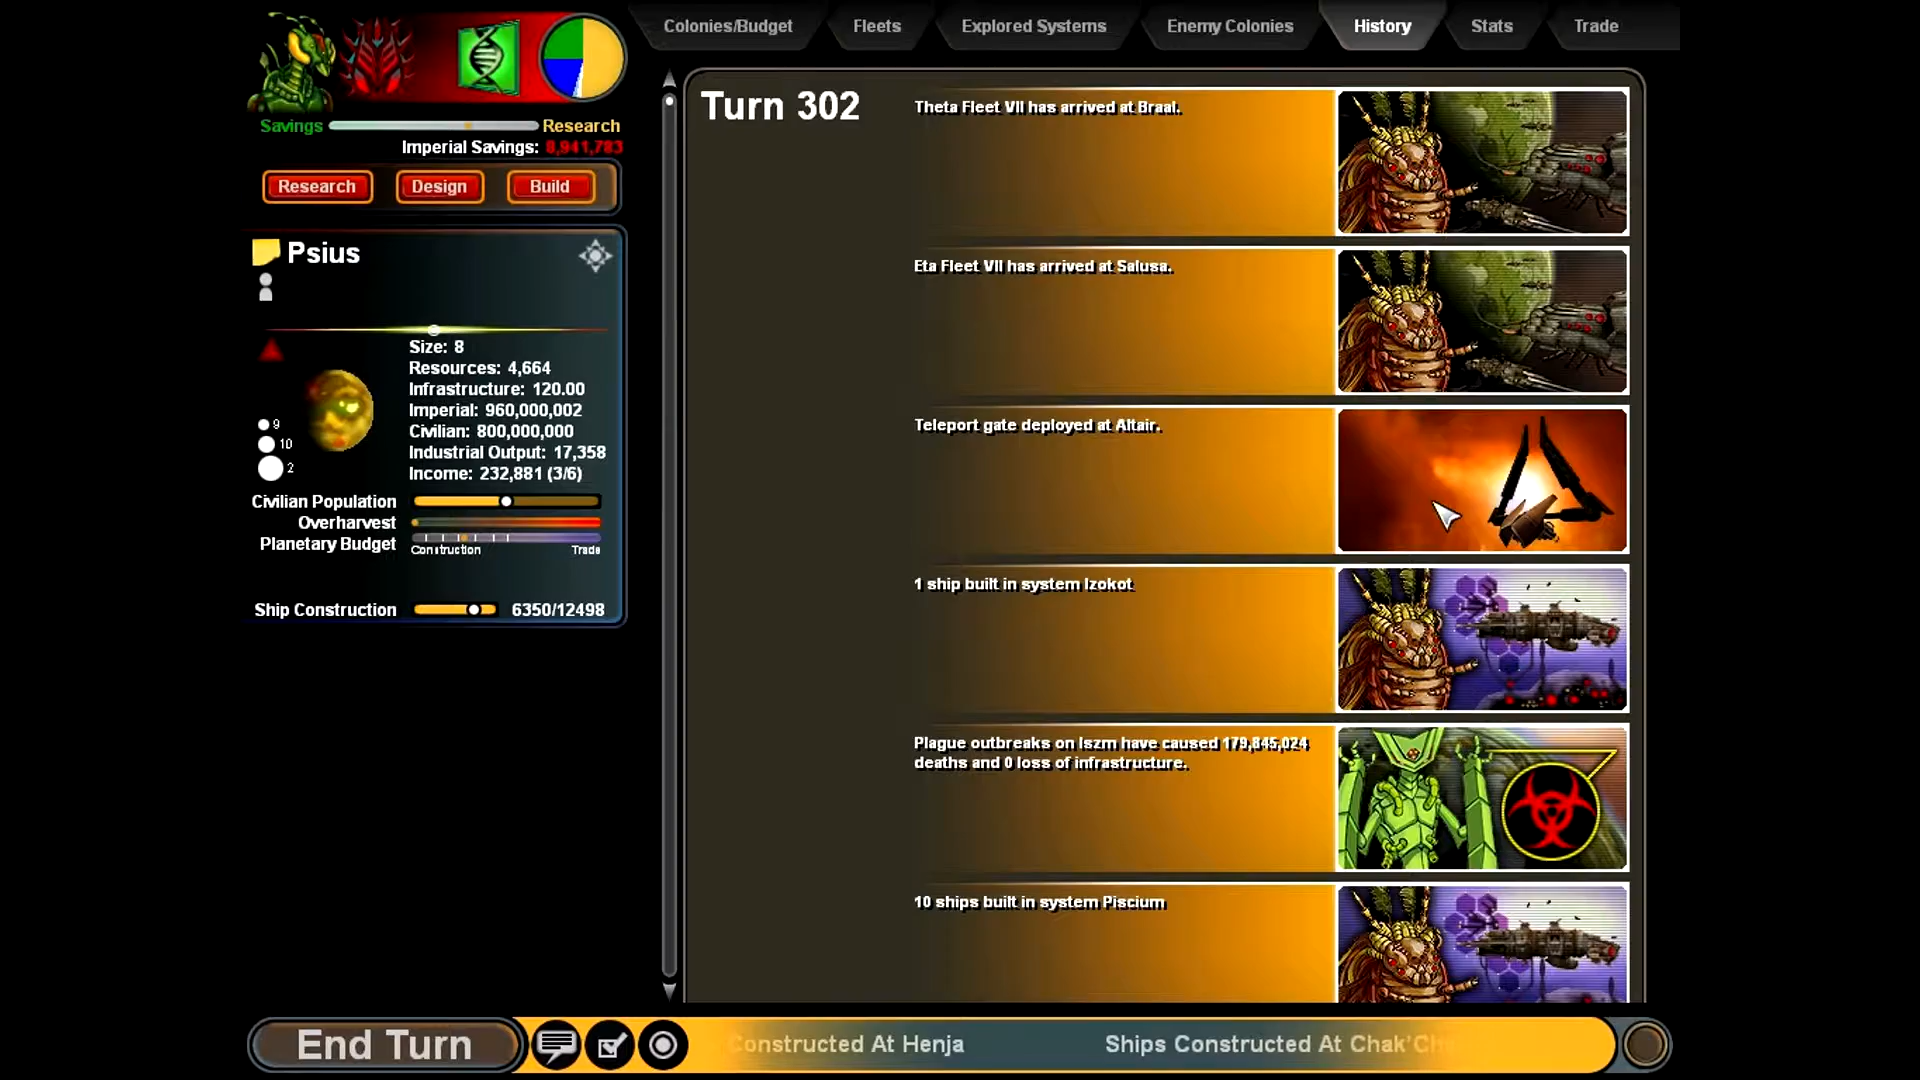 Colonies/Budget
Fleets
Explored Systems
Enemy Colonies
History
Stats
Trade
Savings
Research
Imperial Savings: 8,941,783
Research
Design
Build
Psius
Size: 8
Resources: 4,664
Infrastructure: 120.00
Imperial: 960,000,002
Civilian: 800,000,000
Industrial Output: 17,358
Income: 232,881 (3/6)
9
10
2
Civilian Population
Overharvest
Planetary Budget
Construction
Trade
Ship Construction
6350/12498
Turn 302
Theta Fleet VII has arrived at Braal.
Eta Fleet VII has arrived at Salusa.
Teleport gate deployed at Altair.
1 ship built in system Izokot
Plague outbreaks on Iszm have caused 179,845,024
deaths and 0 loss of infrastructure.
10 ships built in system Piscium
End Turn
Constructed At Henja
Ships Constructed At